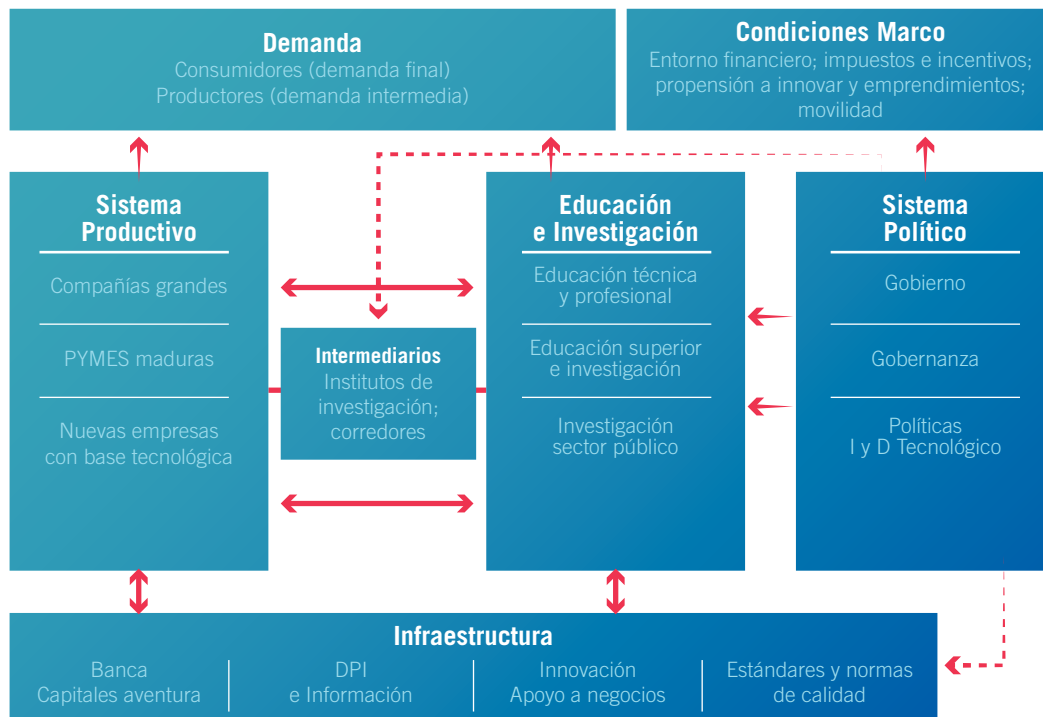 Demanda
Consumidores (demanda final)
Productores (demanda intermedia)
Condiciones Marco
Entorno financiero; impuestos e incentivos;
propensión a innovar y emprendimientos;
movilidad
Sistema
Productivo
Compañías grandes
PYMES maduras
Nuevas empresas
con base tecnológica
Intermediarios
Institutos de
investigación;
corredores
Educación
e Investigación
Educación técnica
y profesional
Educación superior
e investigación
Investigación
sector público
Sistema
Político
Gobierno
Gobernanza
Políticas
I y D Tecnológico
Infraestructura
Banca
Capitales aventura
DPI
e Información
Innovación
Apoyo a negocios
Estándares y normas
de calidad